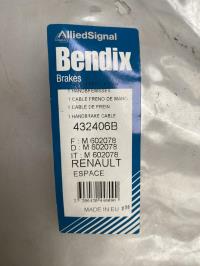 AlliedSignal
Bendix
Brakes
1 CABLE FRENO DE MANO
1 CABLE DE FREIN
1 HANDBRAKE CABLE
432406B
F : M 602078
D : M 602078
IT : M 602078
RENAULT
ESPACE
MADE IN EU